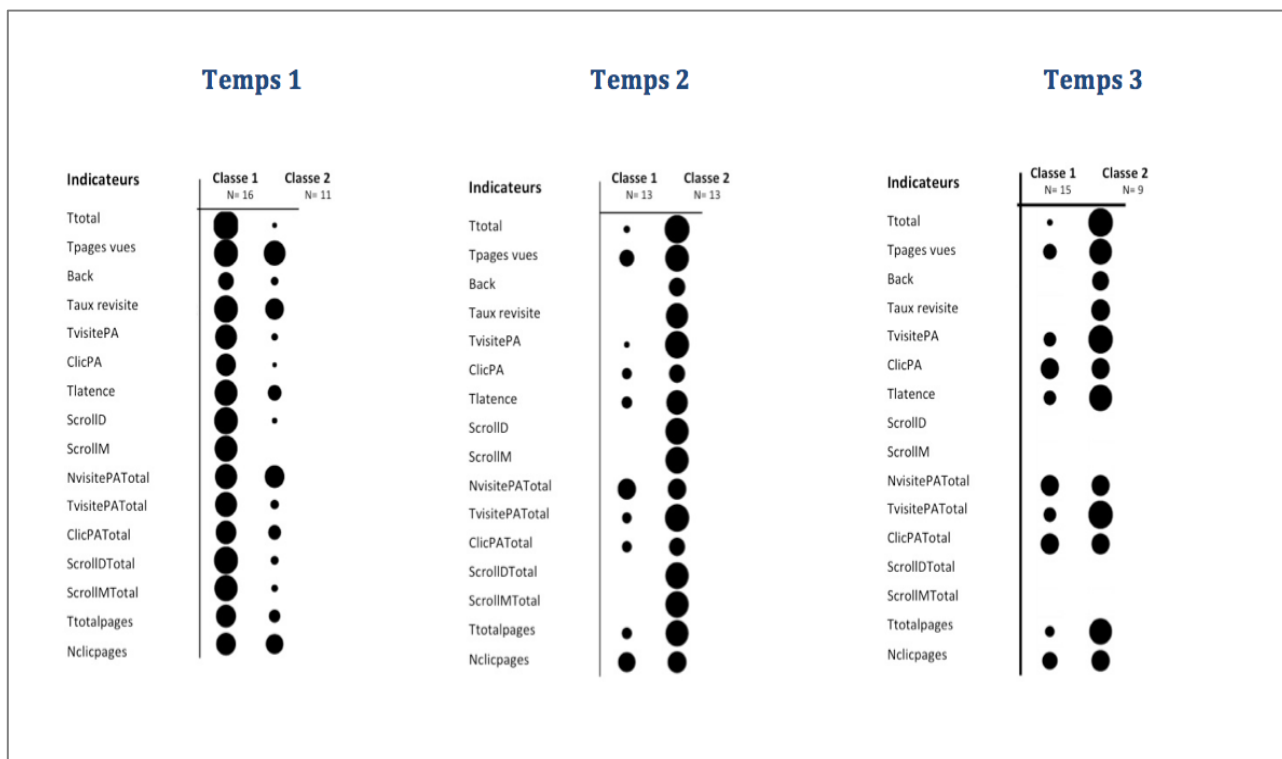 Temps 1
Temps 2
Temps 3
Indicateurs
Classe 1
Classe 2
N= 16
N= 11
Ttotal
Tpages vues
Back
Taux revisite
TvisitePA
ClicPA
Tlatence
ScrollD
ScrollM
NvisitePATotal
TvisitePATotal
ClicPATotal
ScrollDTotal
ScrollMTotal
Ttotalpages
Nclicpages
Indicateurs
Classe 1
Classe 2
N= 13
N= 13
Ttotal
Tpages vues
Back
Taux revisite
TvisitePA
ClicPA
Tlatence
ScrollD
ScrollM
NvisitePATotal
TvisitePATotal
ClicPATotal
ScrollDTotal
ScrollMTotal
Ttotalpages
Nclicpages
Indicateurs
Classe 1
Classe 2
N= 15
N= 9
Ttotal
Tpages vues
Back
Taux revisite
TvisitePA
ClicPA
Tlatence
ScrollD
ScrollM
NvisitePATotal
TvisitePATotal
ClicPATotal
ScrollDTotal
ScrollMTotal
Ttotalpages
Nclicpages